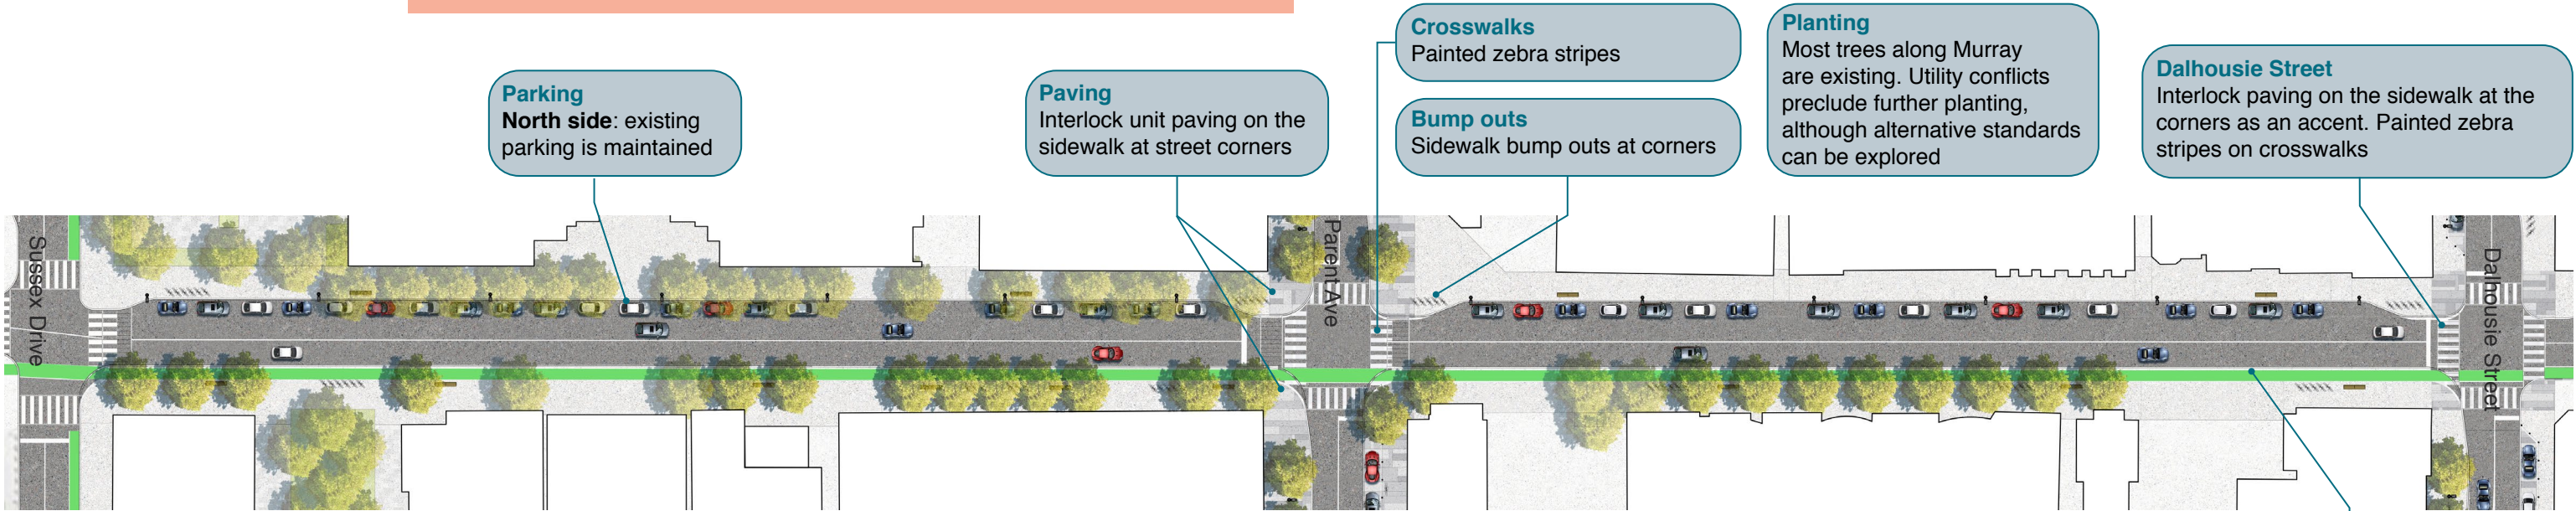 Crosswalks
Painted zebra stripes
Planting
Most trees along Murray
are existing. Utility conflicts
preclude further planting,
although alternative standards
can be explored
Dalhousie Street
Interlock paving on the sidewalk at the
corners as an accent. Painted zebra
stripes on crosswalks
Parking
North side: existing
parking is maintained
Paving
Interlock unit paving on the
sidewalk at street corners
Bump outs
Sidewalk bump outs at corners
Sussex Drive
Parent Ave
Dalhousie Street